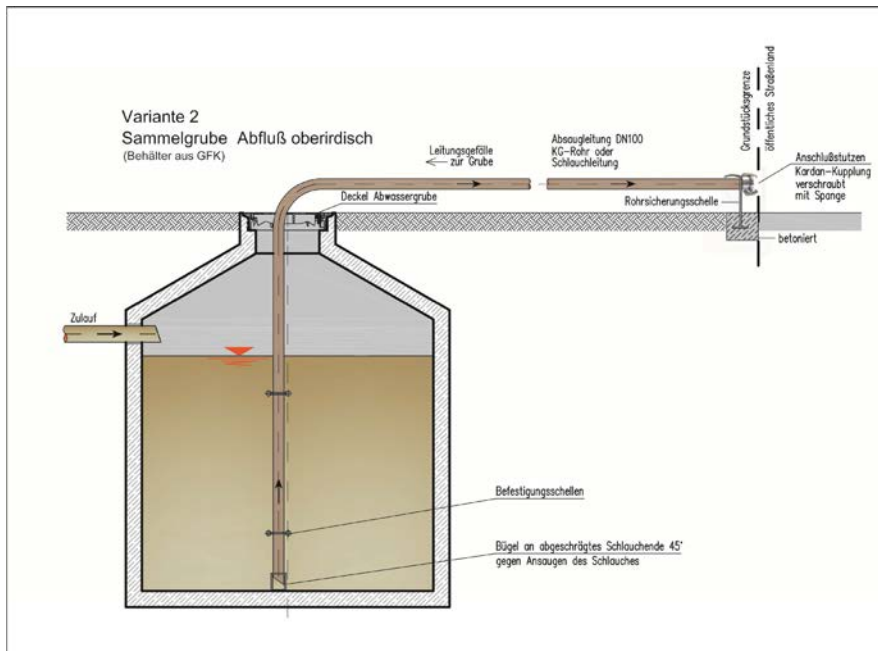 Variante 2
Sammelgrube Abfluß oberirdisch
(Behälter aus GFK)
Leitungsgefälle
zur Grube
Absaugleitung DN100
KG-Rohr oder
Schlauchleitung
Grundstücksgrenze
öffentliches Straßenland
Anschlußstutzen
Kardan-Kupplung
verschraubt
mit Spange
Deckel Abwassergrube
Rohrsicherungsschelle
betoniert
Zulauf
Befestigungsschellen
Bügel an abgeschrägtes Schlauchende 45°
gegen Ansaugen des Schlauches